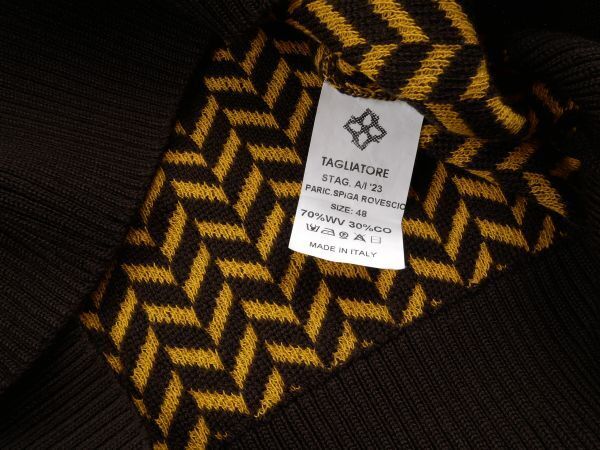 TAGLIATORE
STAG. A/I '23
PARIC.SPIGA ROVESCIO
SIZE: 48
70%WV 30%CO
MADE IN ITALY